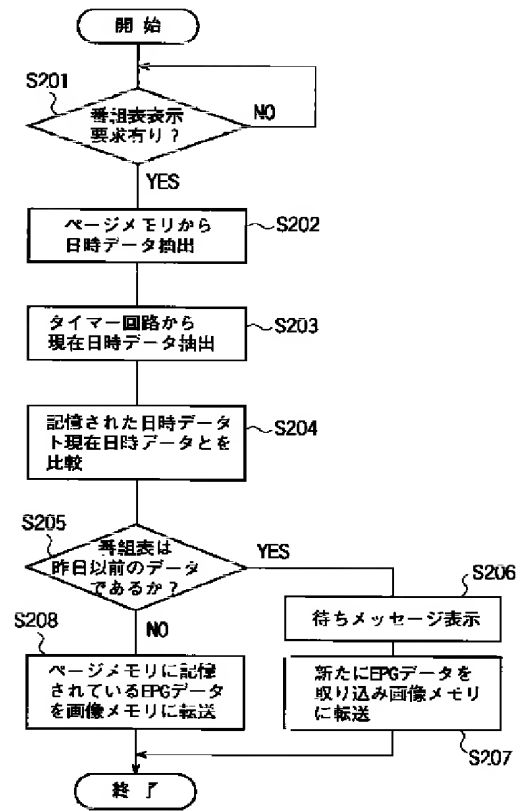 開始
S201
番組表表示
要求有り？
NO
YES
ページメモリから
日時データ抽出
S202
タイマー回路から
現在日時データ抽出
S203
記憶された日時データ
ト現在日時データとを
比較
S204
S205
番組表は
昨日以前のデータ
であるか？
YES
NO
S206
待ちメッセージ表示
S208
ページメモリに記憶
されているEPGデータ
を画像メモリに転送
新たにEPGデータを
取り込み画像メモリ
に転送
S207
終了